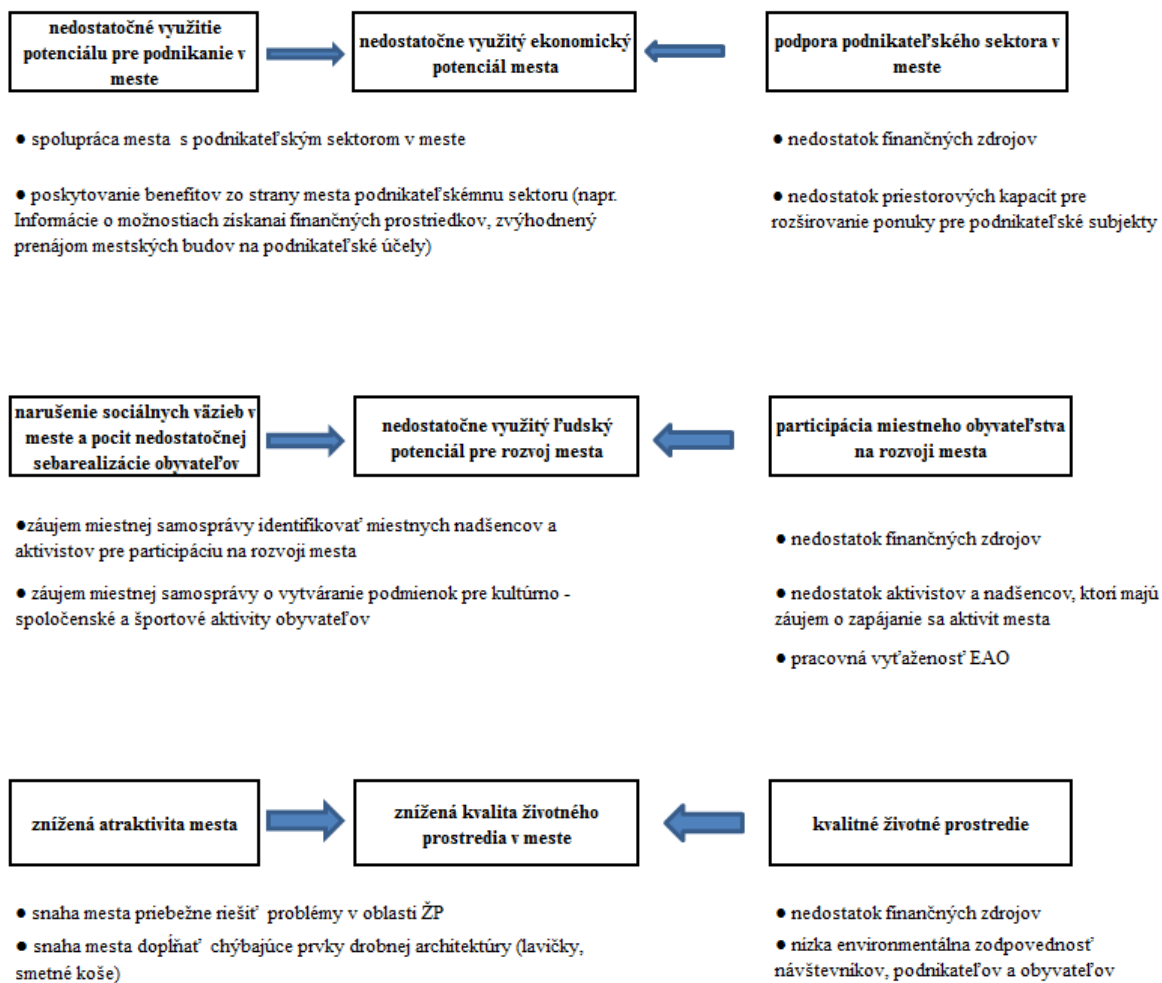 nedostatočné využitie
potenciálu pre podnikanie v
meste
nedostatočne využitý ekonomický
potenciál mesta
podpora podnikateľského sektora v
meste
● spolupráca mesta s podnikateľským sektorom v meste
● poskytovanie benefitov zo strany mesta podnikateľskémnu sektoru (napr.
Informácie o možnostiach získanai finančných prostriedkov, zvýhodnený
prenájom mestských budov na podnikateľské účely)
● nedostatok finančných zdrojov
● nedostatok priestorových kapacít pre
rozširovanie ponuky pre podnikateľské subjekty
narušenie sociálnych väzieb v
meste a pocit nedostatočnej
sebarealizácie obyvateľov
nedostatočne využitý ľudský
potenciál pre rozvoj mesta
participácia miestneho obyvateľstva
na rozvoji mesta
●záujem miestnej samosprávy identifikovať miestnych nadšencov a
aktivistov pre participáciu na rozvoji mesta
● záujem miestnej samosprávy o vytváranie podmienok pre kultúrno -
spoločenské a športové aktivity obyvateľov
● nedostatok finančných zdrojov
● nedostatok aktivistov a nadšencov, ktorí majú
záujem o zapájanie sa aktivít mesta
● pracovná vyťaženosť EAO
znížená atraktivita mesta
znížená kvalita životného
prostredia v meste
kvalitné životné prostredie
● snaha mesta priebežne riešiť problémy v oblasti ŽP
● snaha mesta dopĺňať chýbajúce prvky drobnej architektúry (lavičky,
smetné koše)
● nedostatok finančných zdrojov
● nízka environmentálna zodpovednosť
návštevníkov, podnikateľov a obyvateľov